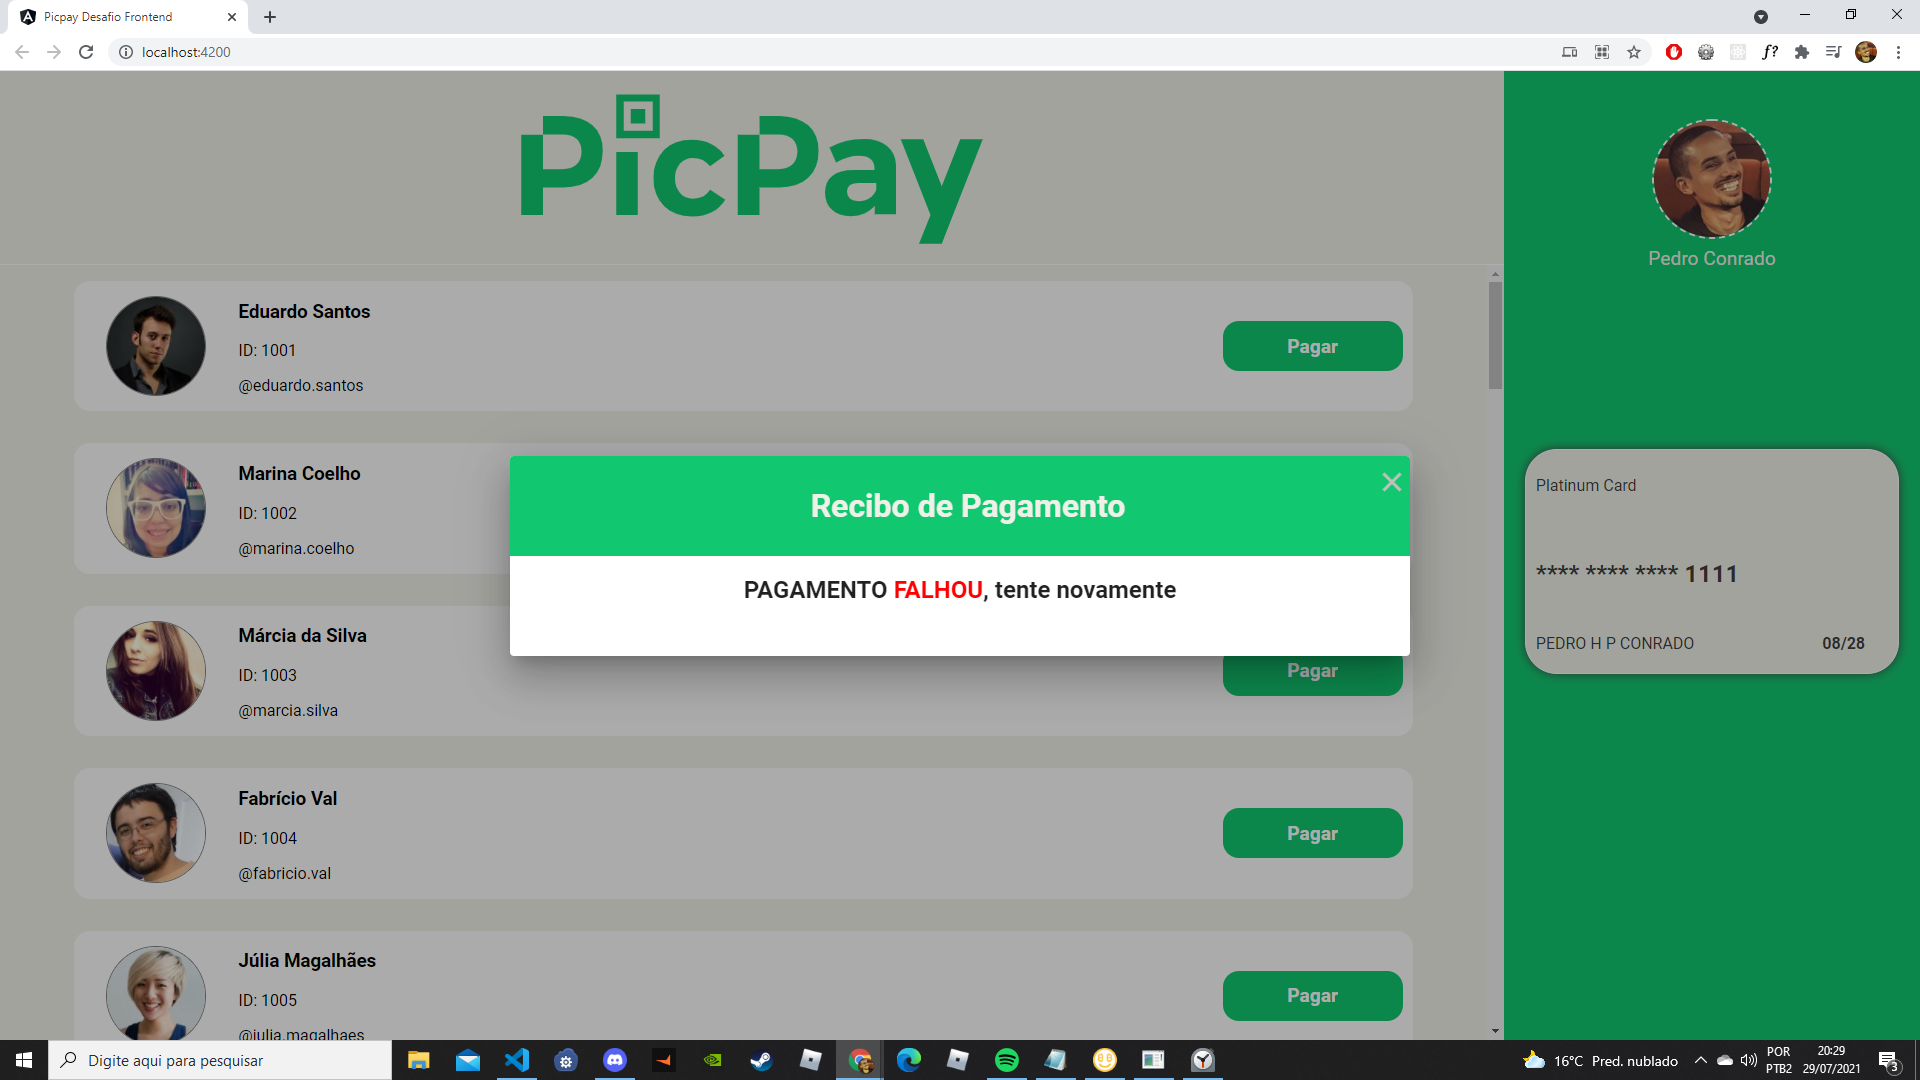 Picpay Desafio Frontend
localhost:4200
f?
PicPay
Pedro Conrado
Eduardo Santos
ID: 1001
@eduardo.santos
Pagar
Marina Coelho
ID: 1002
@marina.coelho
Recibo de Pagamento
PAGAMENTO FALHOU, tente novamente
Platinum Card
**** **** **** 1111
PEDRO H P CONRADO 08/28
Márcia da Silva
ID: 1003
@marcia.silva
Pagar
Fabrício Val
ID: 1004
@fabricio.val
Pagar
Júlia Magalhães
ID: 1005
@julia.magalhaes
Pagar
Digite aqui para pesquisar
16°C Pred. nublado
POR
PTB2
20:29
29/07/2021
3